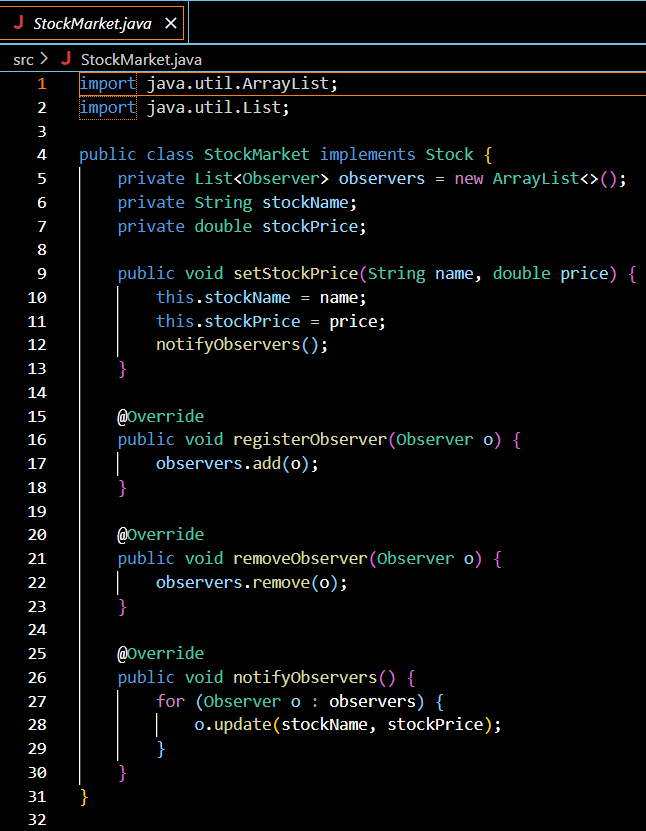 J StockMarket.java ×
src > J StockMarket.java
1 import java.util.ArrayList;
2 import java.util.List;
3
4 public class StockMarket implements Stock {
5     private List<Observer> observers = new ArrayList<>();
6     private String stockName;
7     private double stockPrice;
8
9     public void setStockPrice(String name, double price) {
10         this.stockName = name;
11         this.stockPrice = price;
12         notifyObservers();
13     }
14
15     @Override
16     public void registerObserver(Observer o) {
17         observers.add(o);
18     }
19
20     @Override
21     public void removeObserver(Observer o) {
22         observers.remove(o);
23     }
24
25     @Override
26     public void notifyObservers() {
27         for (Observer o : observers) {
28             o.update(stockName, stockPrice);
29         }
30     }
31 }
32